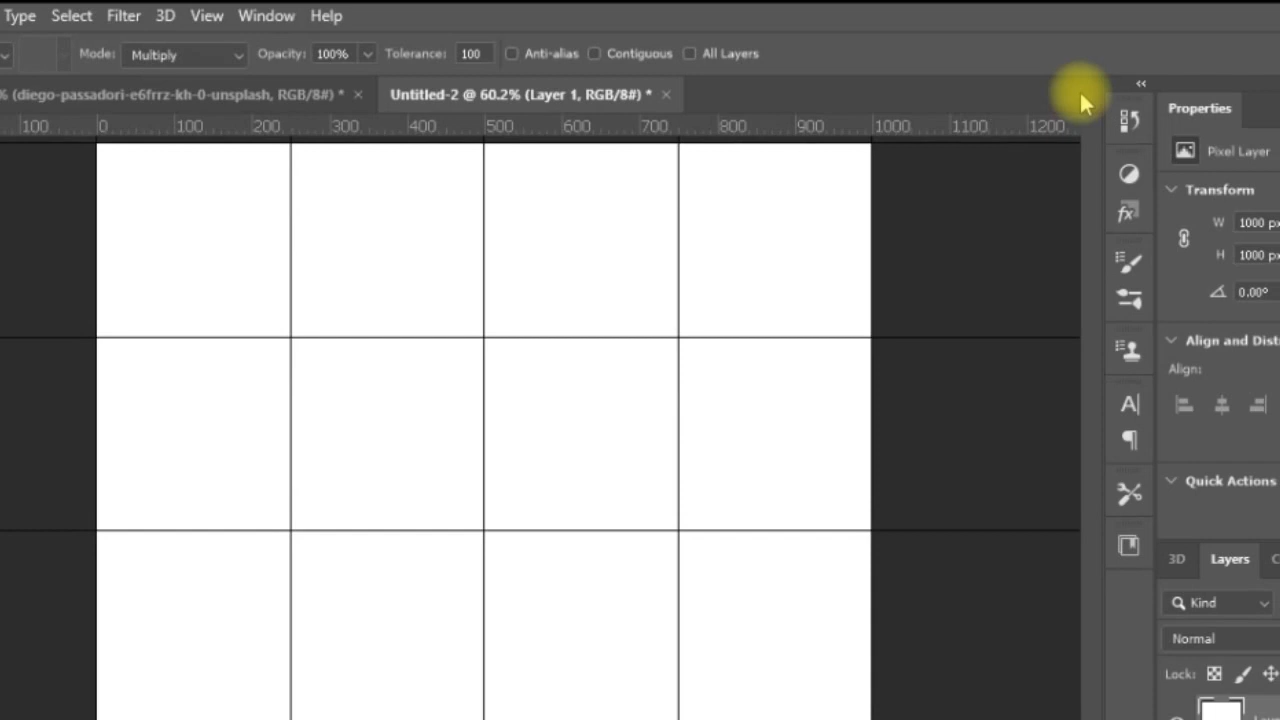 Type Select Filter 3D View Window Help
Mode: Multiply Opacity: 100% Tolerance: 100 Anti-alias Contiguous All Layers
% (diego-passadori-e6frrz-kh-0-unsplash, RGB/8#) * × Untitled-2 @ 60.2% (Layer 1, RGB/8#) * ×
100 0 100 200 300 400 500 600 700 800 900 1000 1100 1200
Properties
Pixel Layer
Transform
W 1000 px
H 1000 px
0.00°
Align and Dist
Align:
Quick Actions
3D Layers
Kind
Normal
Lock: